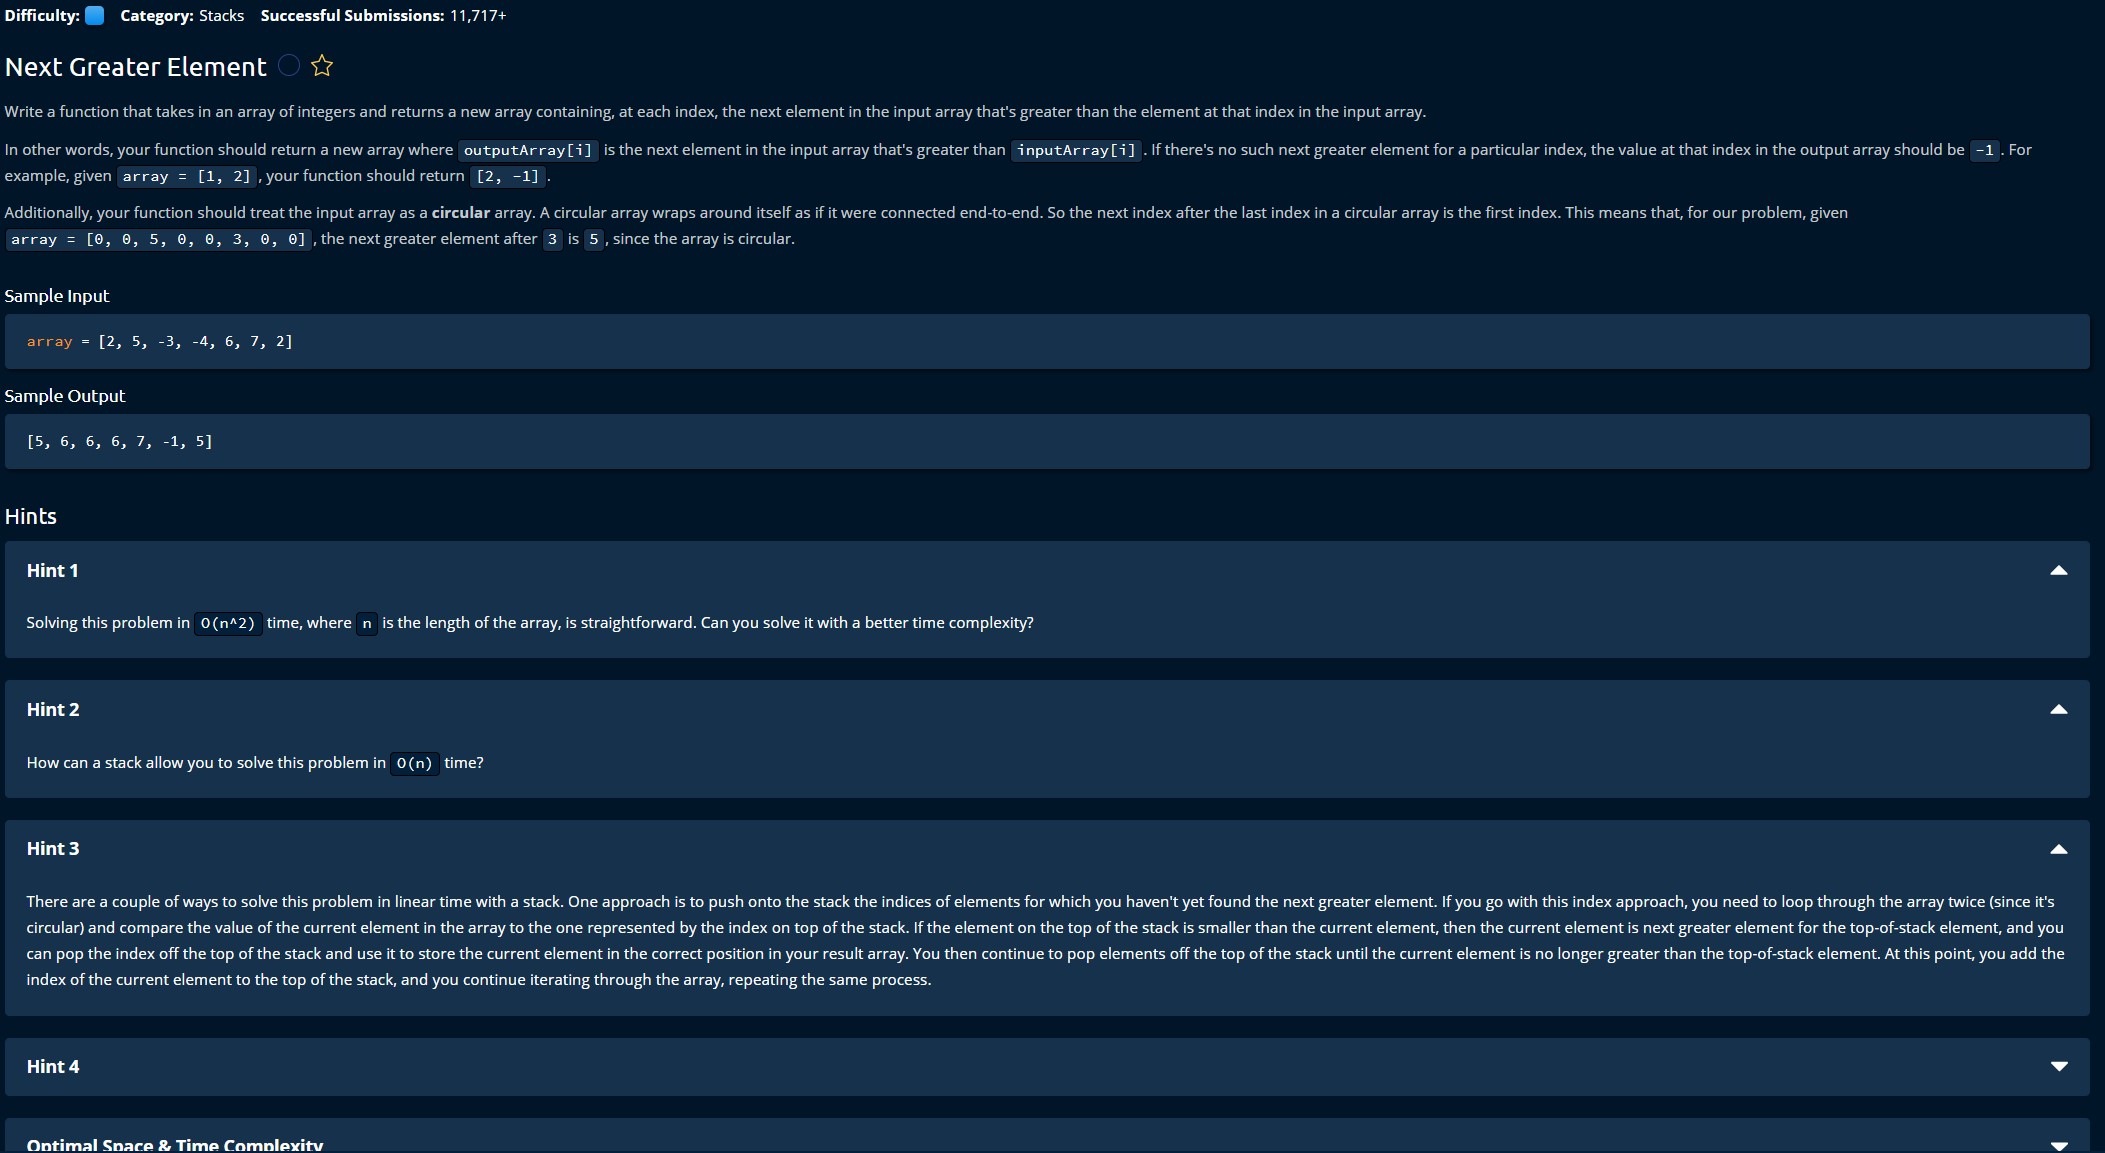 Difficulty: Category: Stacks Successful Submissions: 11,717+
Next Greater Element
Write a function that takes in an array of integers and returns a new array containing, at each index, the next element in the input array that's greater than the element at that index in the input array.
In other words, your function should return a new array where outputArray[i] is the next element in the input array that's greater than inputArray[i] . If there's no such next greater element for a particular index, the value at that index in the output array should be -1 . For
example, given array = [1, 2] , your function should return [2, -1] .
Additionally, your function should treat the input array as a circular array. A circular array wraps around itself as if it were connected end-to-end. So the next index after the last index in a circular array is the first index. This means that, for our problem, given
array = [0, 0, 5, 0, 0, 3, 0, 0] , the next greater element after 3 is 5 , since the array is circular.
Sample Input
array = [2, 5, -3, -4, 6, 7, 2]
Sample Output
[5, 6, 6, 6, 7, -1, 5]
Hints
Hint 1
Solving this problem in O(n^2) time, where n is the length of the array, is straightforward. Can you solve it with a better time complexity?
Hint 2
How can a stack allow you to solve this problem in O(n) time?
Hint 3
There are a couple of ways to solve this problem in linear time with a stack. One approach is to push onto the stack the indices of elements for which you haven't yet found the next greater element. If you go with this index approach, you need to loop through the array twice (since it's
circular) and compare the value of the current element in the array to the one represented by the index on top of the stack. If the element on the top of the stack is smaller than the current element, then the current element is next greater element for the top-of-stack element, and you
can pop the index off the top of the stack and use it to store the current element in the correct position in your result array. You then continue to pop elements off the top of the stack until the current element is no longer greater than the top-of-stack element. At this point, you add the
index of the current element to the top of the stack, and you continue iterating through the array, repeating the same process.
Hint 4
Optimal Space & Time Complexity